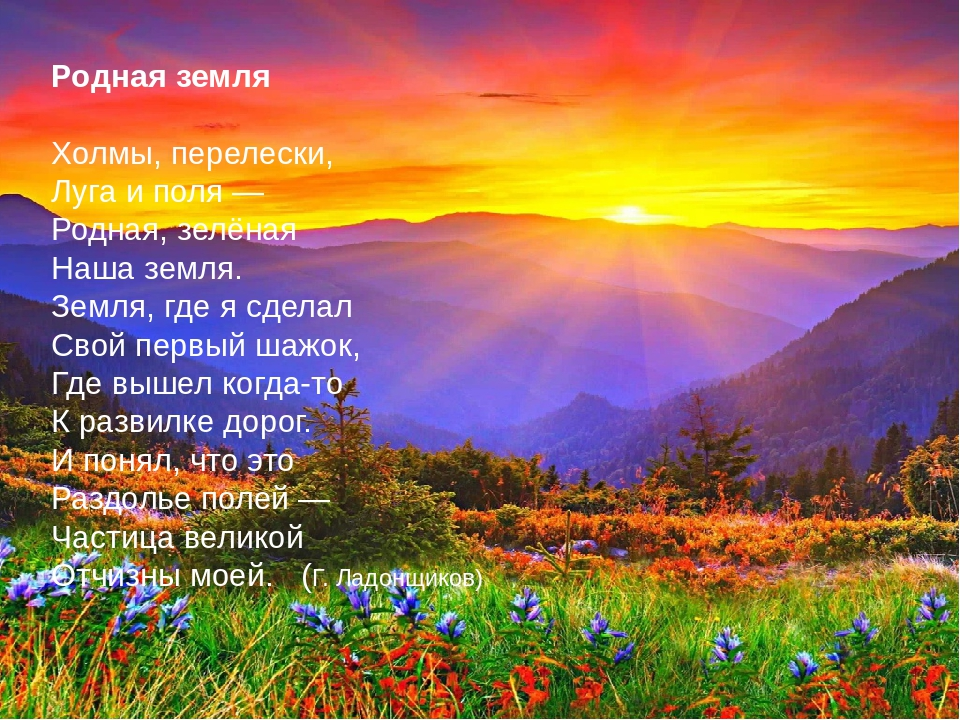 Родная земля
Холмы, перелески,
Луга и поля —
Родная, зелёная
Наша земля.
Земля, где я сделал
Свой первый шажок,
Где вышел когда-то
К развилке дорог.
И понял, что это
Раздолье полей —
Частица великой
Отчизны моей. (Г. Ладонщиков)